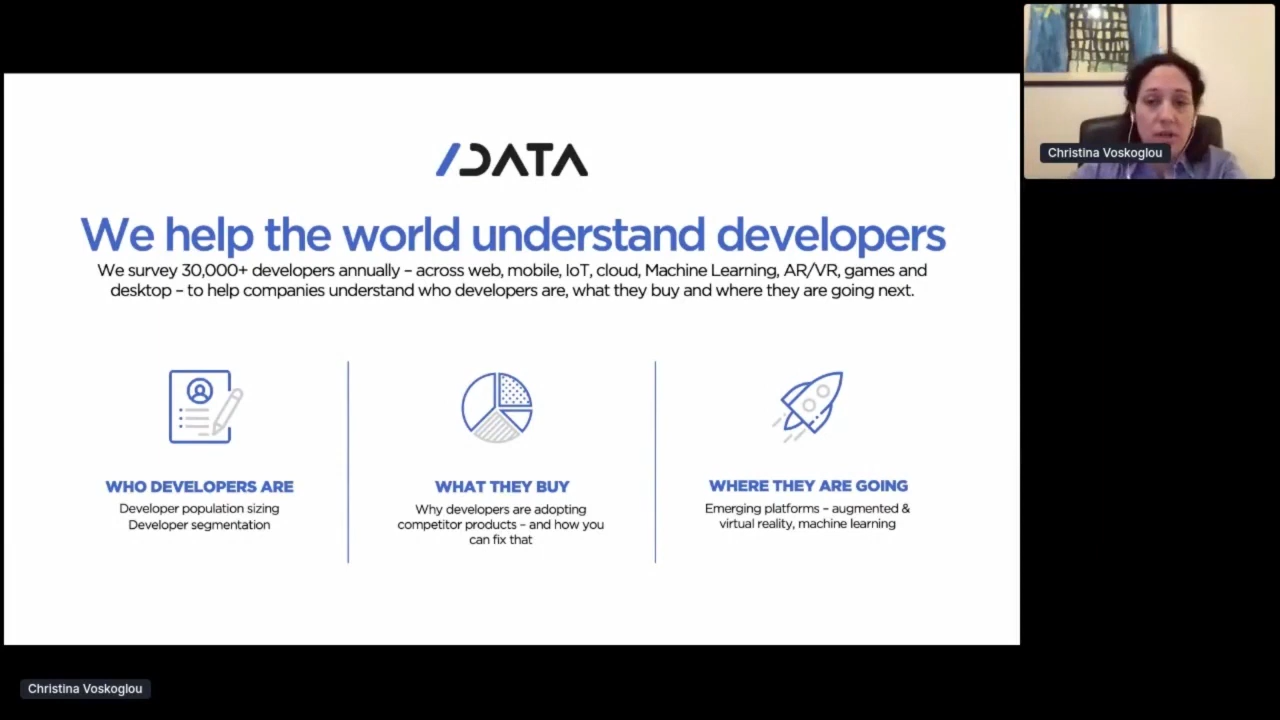 /DATA
We help the world understand developers
We survey 30,000+ developers annually – across web, mobile, IoT, cloud, Machine Learning, AR/VR, games and
desktop – to help companies understand who developers are, what they buy and where they are going next.
WHO DEVELOPERS ARE
Developer population sizing
Developer segmentation
WHAT THEY BUY
Why developers are adopting
competitor products – and how you
can fix that
WHERE THEY ARE GOING
Emerging platforms – augmented &
virtual reality, machine learning
Christina Voskoglou
Christina Voskoglou